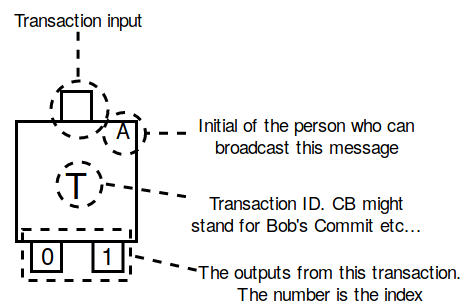 Transaction input
A
Initial of the person who can
broadcast this message
T
Transaction ID. CB might
stand for Bob's Commit etc...
0 1
The outputs from this transaction.
The number is the index